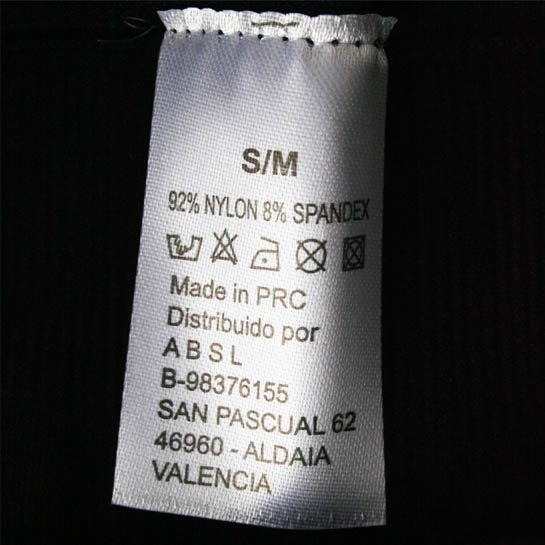 S/M
92% NYLON 8% SPANDEX
Made in PRC
Distribuido por
A B S L
B-98376155
SAN PASCUAL 62
46960 - ALDAIA
VALENCIA